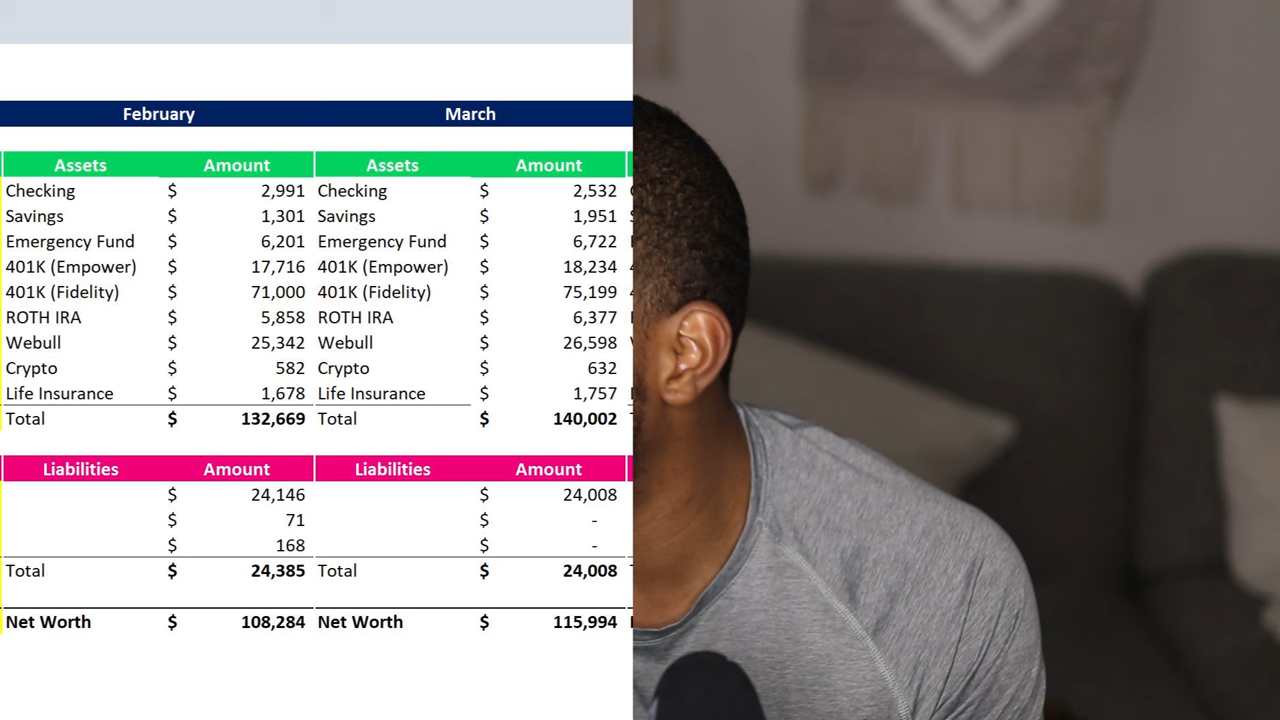 February March
Assets Amount Assets Amount
Checking $ 2,991 Checking $ 2,532
Savings $ 1,301 Savings $ 1,951
Emergency Fund $ 6,201 Emergency Fund $ 6,722
401K (Empower) $ 17,716 401K (Empower) $ 18,234
401K (Fidelity) $ 71,000 401K (Fidelity) $ 75,199
ROTH IRA $ 5,858 ROTH IRA $ 6,377
Webull $ 25,342 Webull $ 26,598
Crypto $ 582 Crypto $ 632
Life Insurance $ 1,678 Life Insurance $ 1,757
Total $ 132,669 Total $ 140,002
Liabilities Amount Liabilities Amount
$ 24,146 $ 24,008
$ 71 $ -
$ 168 $ -
Total $ 24,385 Total $ 24,008
Net Worth $ 108,284 Net Worth $ 115,994